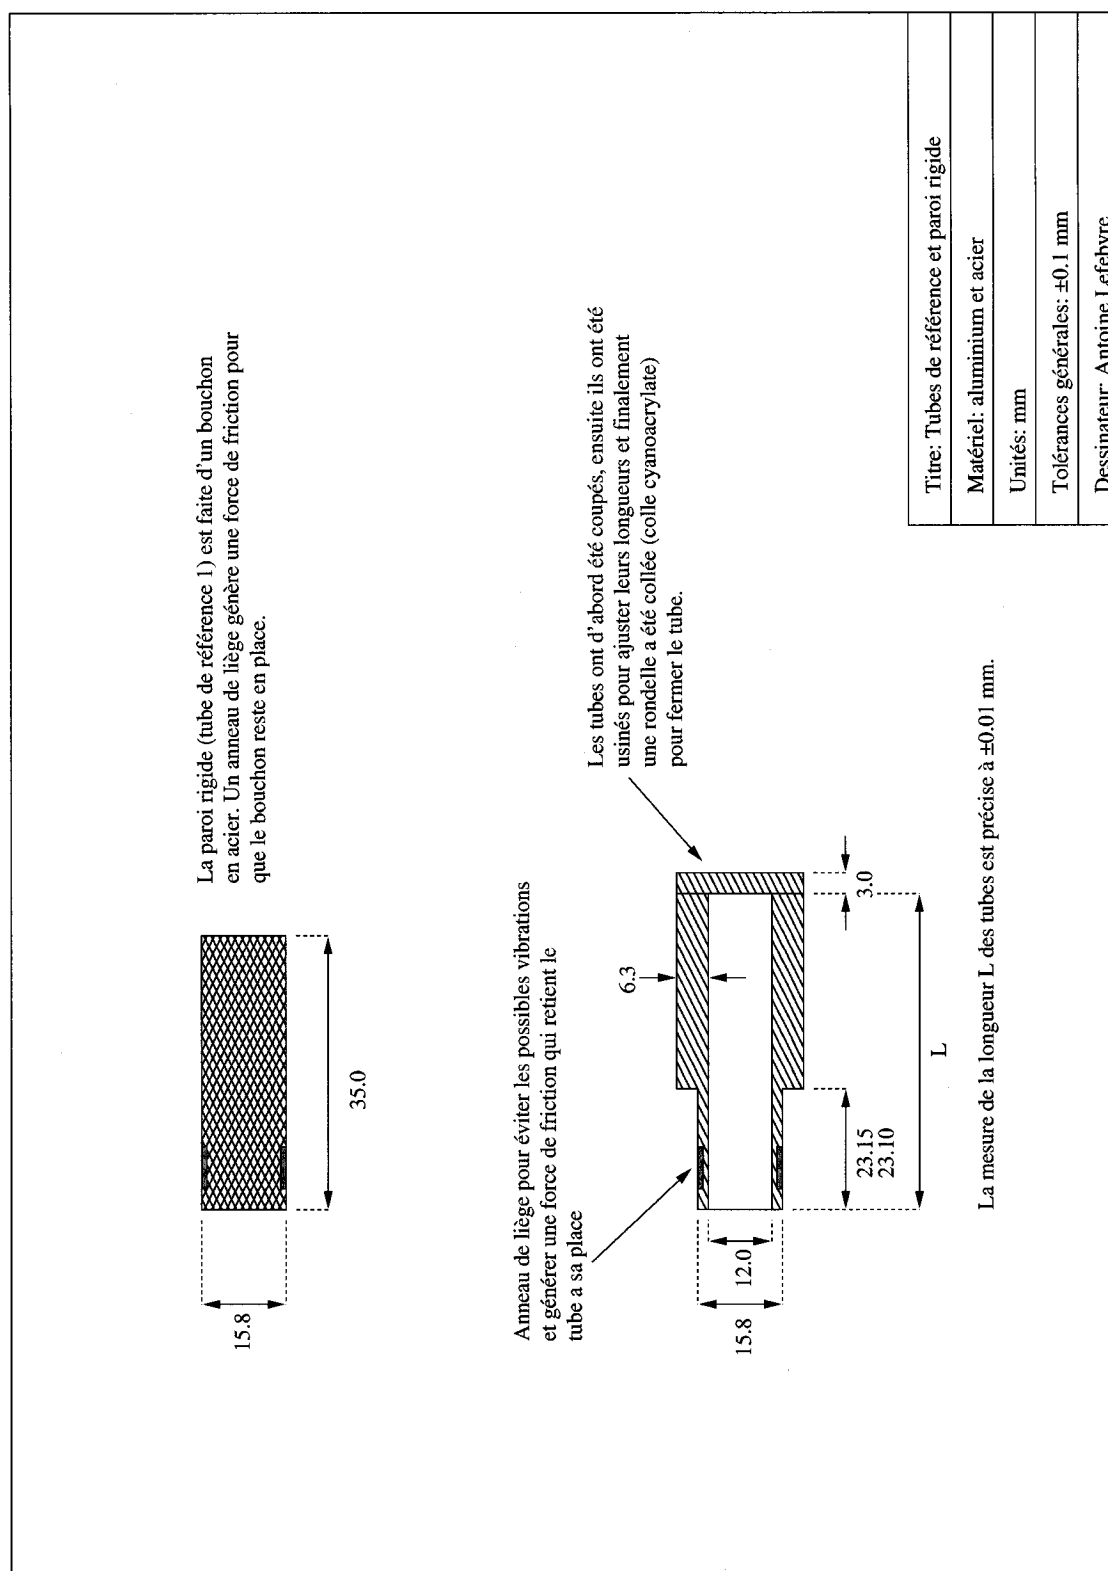 La paroi rigide (tube de référence 1) est faite d'un bouchon
en acier. Un anneau de liège génère une force de friction pour
que le bouchon reste en place.
15.8
35.0
Anneau de liège pour éviter les possibles vibrations
et générer une force de friction qui retient le
tube a sa place
Les tubes ont d'abord été coupés, ensuite ils ont été
usinés pour ajuster leurs longueurs et finalement
une rondelle a été collée (colle cyanoacrylate)
pour fermer le tube.
6.3
12.0
15.8
3.0
23.15
23.10
L
La mesure de la longueur L des tubes est précise à ±0.01 mm.
Titre: Tubes de référence et paroi rigide
Matériel: aluminium et acier
Unités: mm
Tolérances générales: ±0.1 mm
Dessinateur: Antoine Lefebvre